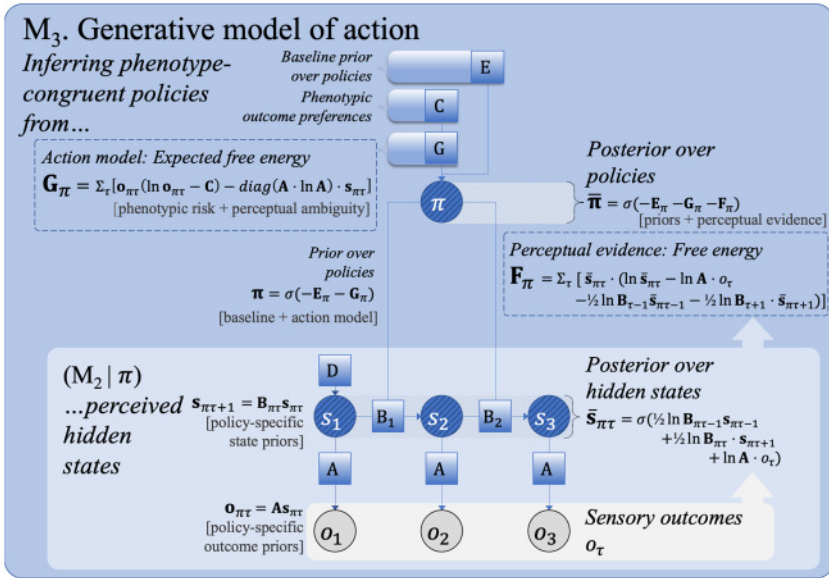 M₃. Generative model of action
Inferring phenotype-
congruent policies
from…
Baseline prior
over policies
E
Phenotypic
outcome preferences
C
G
Action model: Expected free energy
G_π = Σ_τ[o_πτ(ln o_πτ − C) − diag(A · ln A) · s_πτ]
[phenotypic risk + perceptual ambiguity]
π
Posterior over
policies
π̄ = σ(−E_π −G_π −F_π)
[priors + perceptual evidence]
Prior over
policies
π = σ(−E_π − G_π)
[baseline + action model]
Perceptual evidence: Free energy
F_π = Σ_τ [ s̄_πτ · (ln s̄_πτ − ln A · o_τ
−½ ln B_τ−1 s̄_πτ−1 − ½ ln B_τ+1 · s̄_πτ+1)]
(M₂ | π)
…perceived
hidden
states
D
s_πτ+1 = B_πτ s_πτ
[policy-specific
state priors]
s₁ B₁ s₂ B₂ s₃
A A A
Posterior over
hidden states
s̄_πτ = σ(½ ln B_πτ−1 s_πτ−1
+½ ln B_πτ · s_πτ+1
+ ln A · o_τ)
o_πτ = As_πτ
[policy-specific
outcome priors]
o₁ o₂ o₃
Sensory outcomes
o_τ